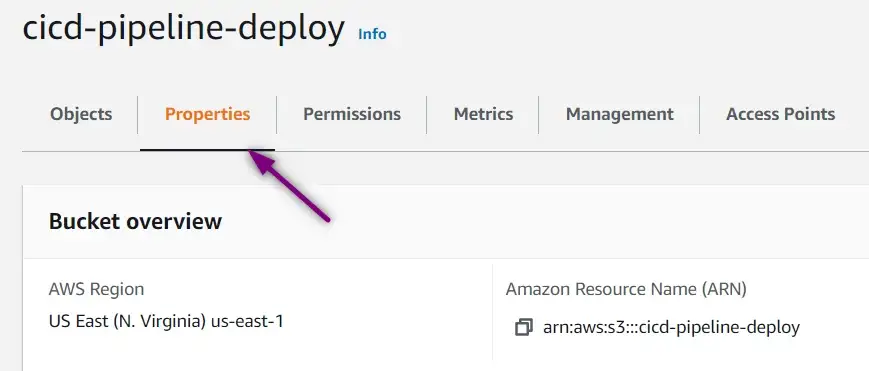 cicd-pipeline-deploy Info
Objects Properties Permissions Metrics Management Access Points
Bucket overview
AWS Region
US East (N. Virginia) us-east-1
Amazon Resource Name (ARN)
arn:aws:s3:::cicd-pipeline-deploy